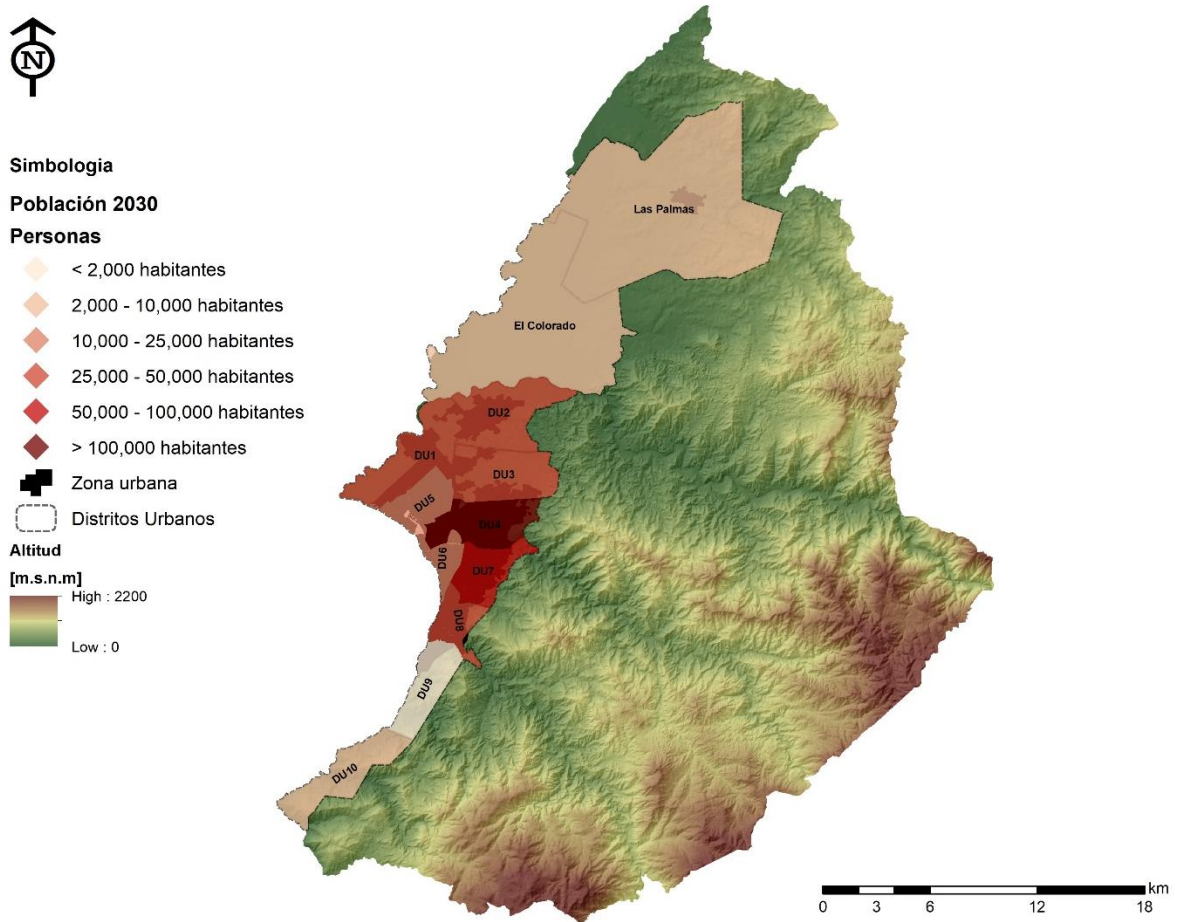 N
Simbologia
Población 2030
Personas
< 2,000 habitantes
2,000 - 10,000 habitantes
10,000 - 25,000 habitantes
25,000 - 50,000 habitantes
50,000 - 100,000 habitantes
> 100,000 habitantes
Zona urbana
Distritos Urbanos
Altitud
[m.s.n.m]
High : 2200
Low : 0
Las Palmas
El Colorado
DU2
DU1
DU3
DU5
DU4
DU6
DU7
DU8
DU9
DU10
km
0 3 6 12 18